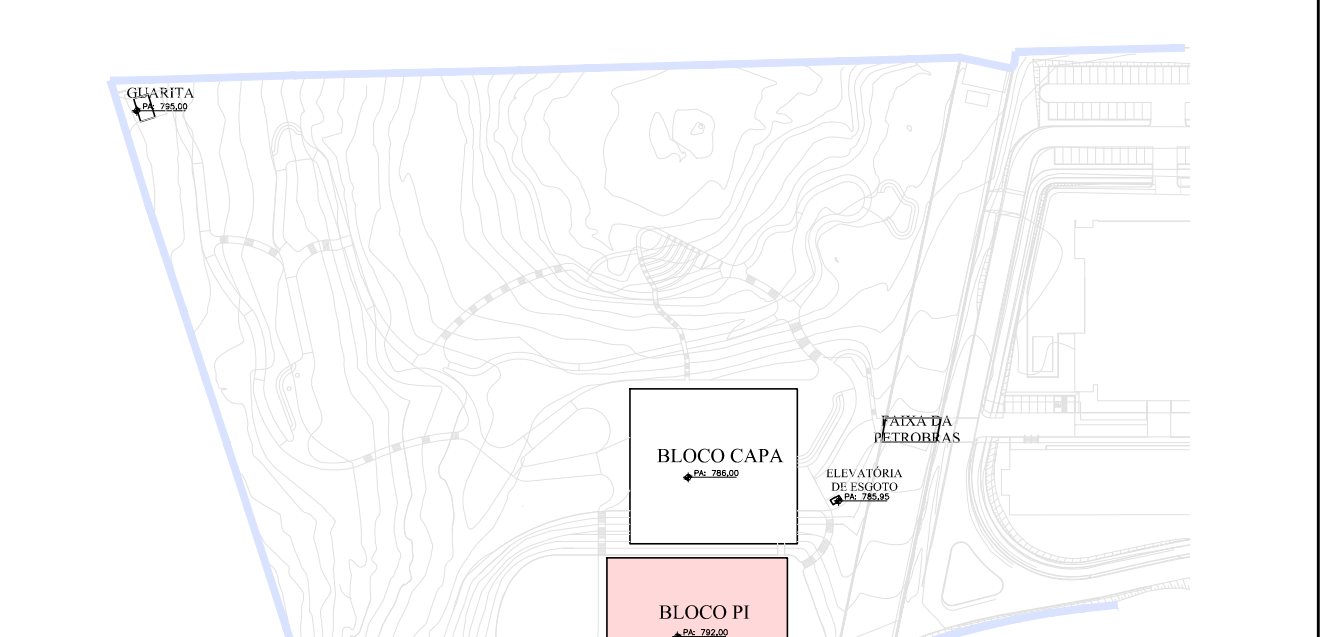 GUARITA
PA: 795,00
BLOCO CAPA
PA: 786,00
FAIXA DA
PETROBRAS
ELEVATÓRIA
DE ESGOTO
PA: 785,95
BLOCO PI
PA: 792,00